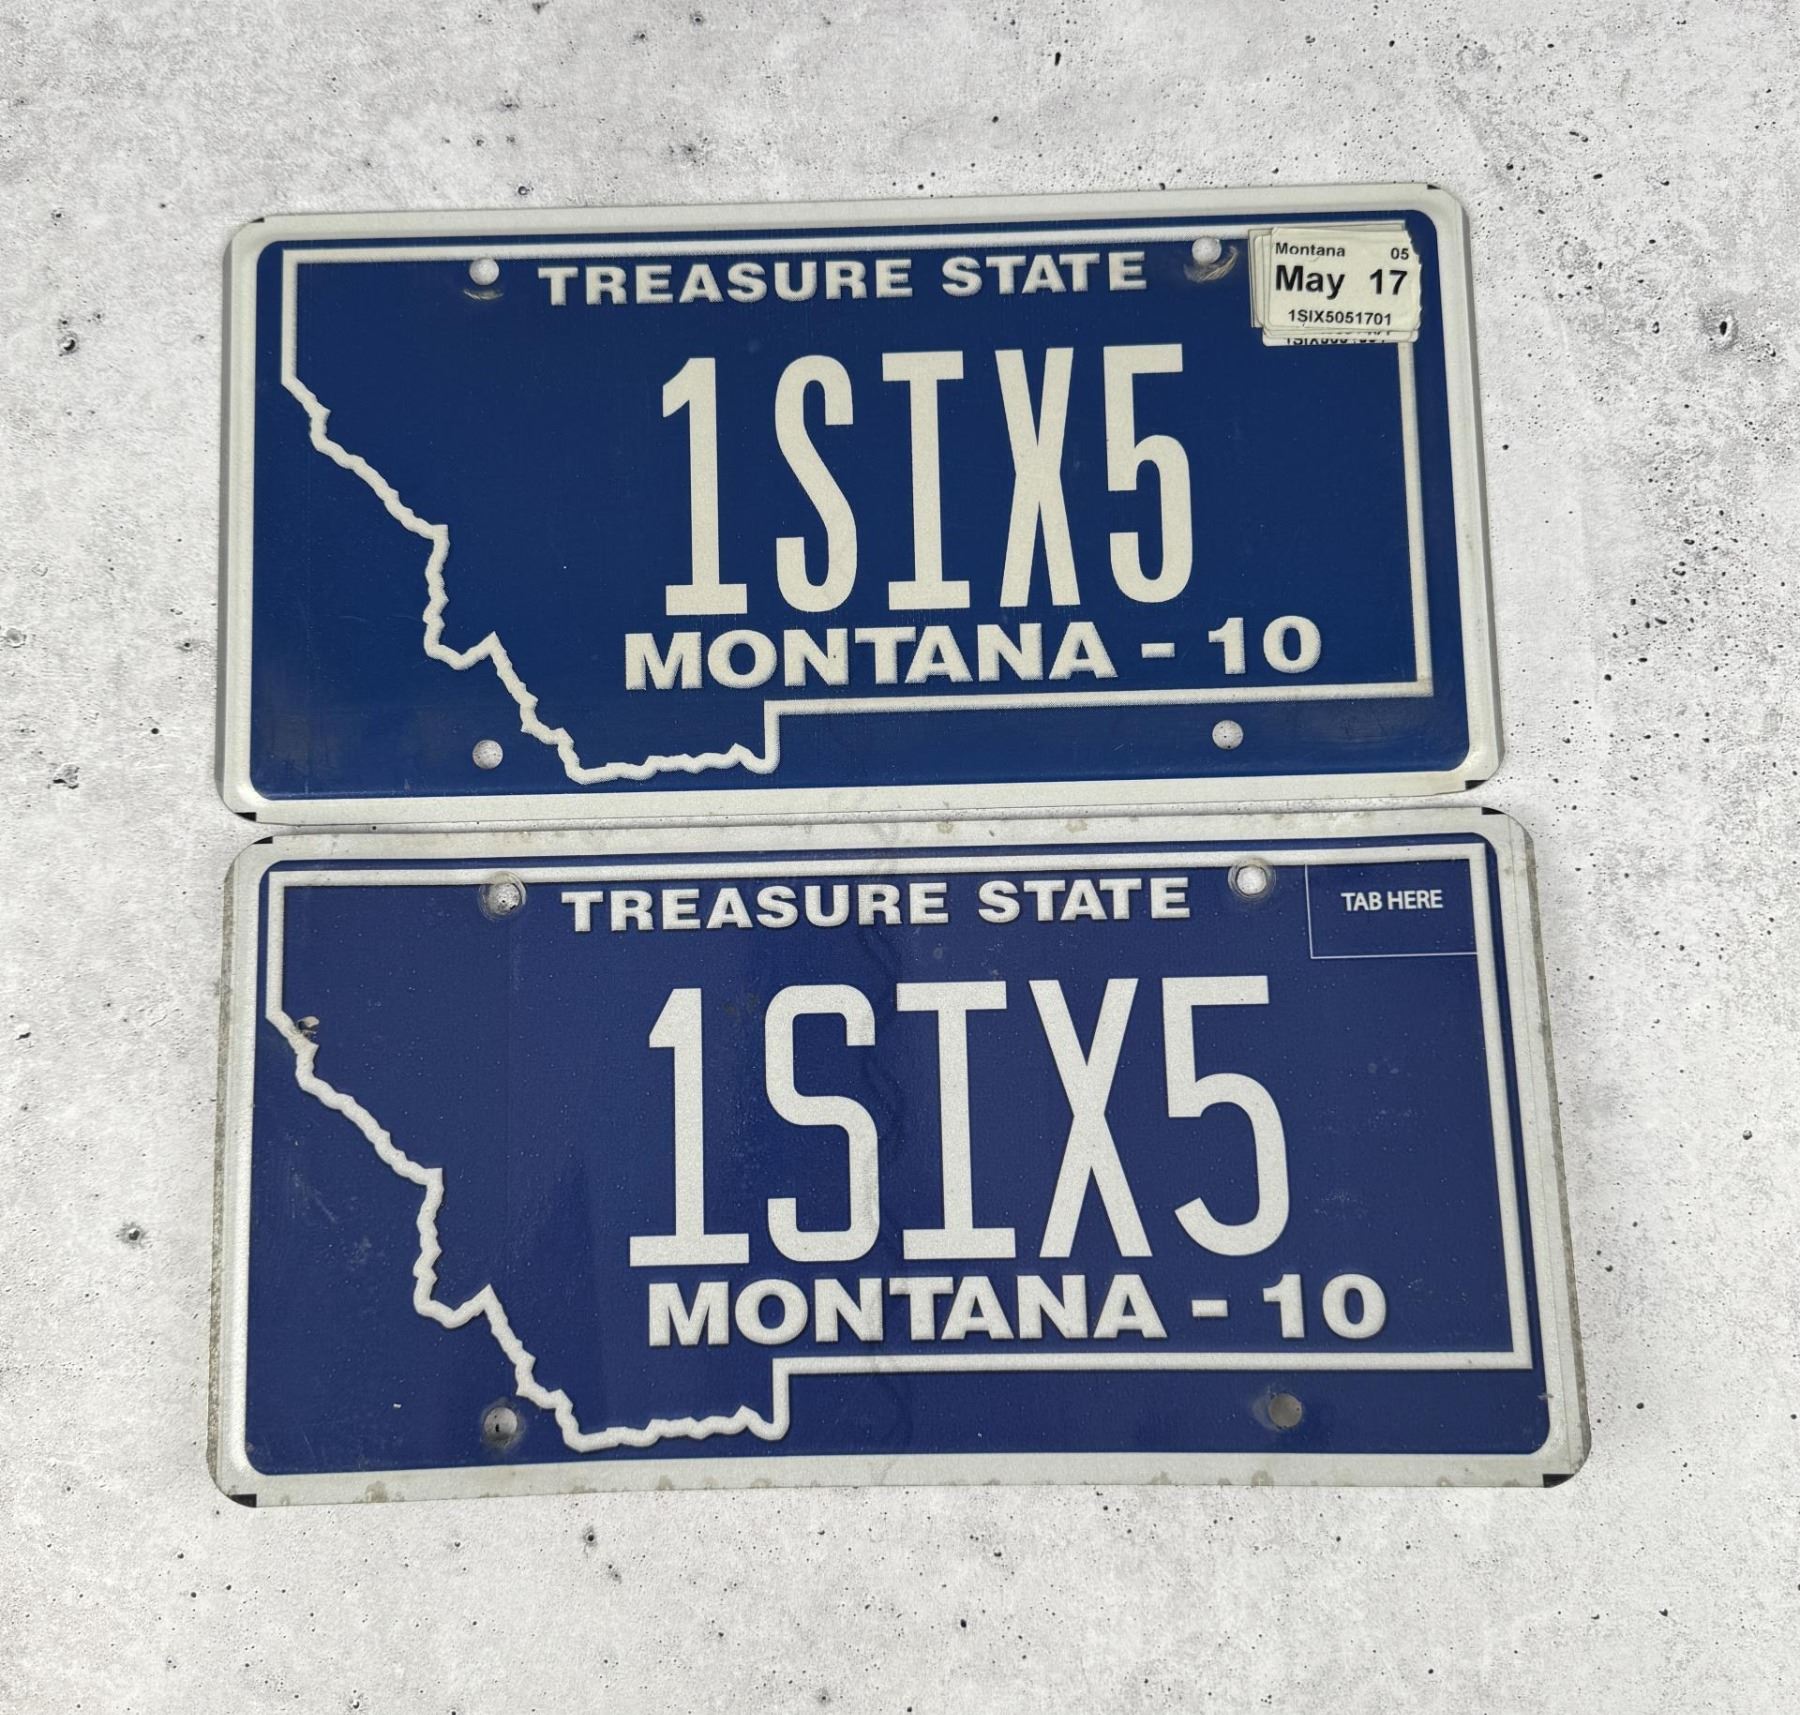 TREASURE STATE
Montana 05
May 17
1SIX5051701
1SIX5
MONTANA - 10
TREASURE STATE
TAB HERE
1SIX5
MONTANA - 10